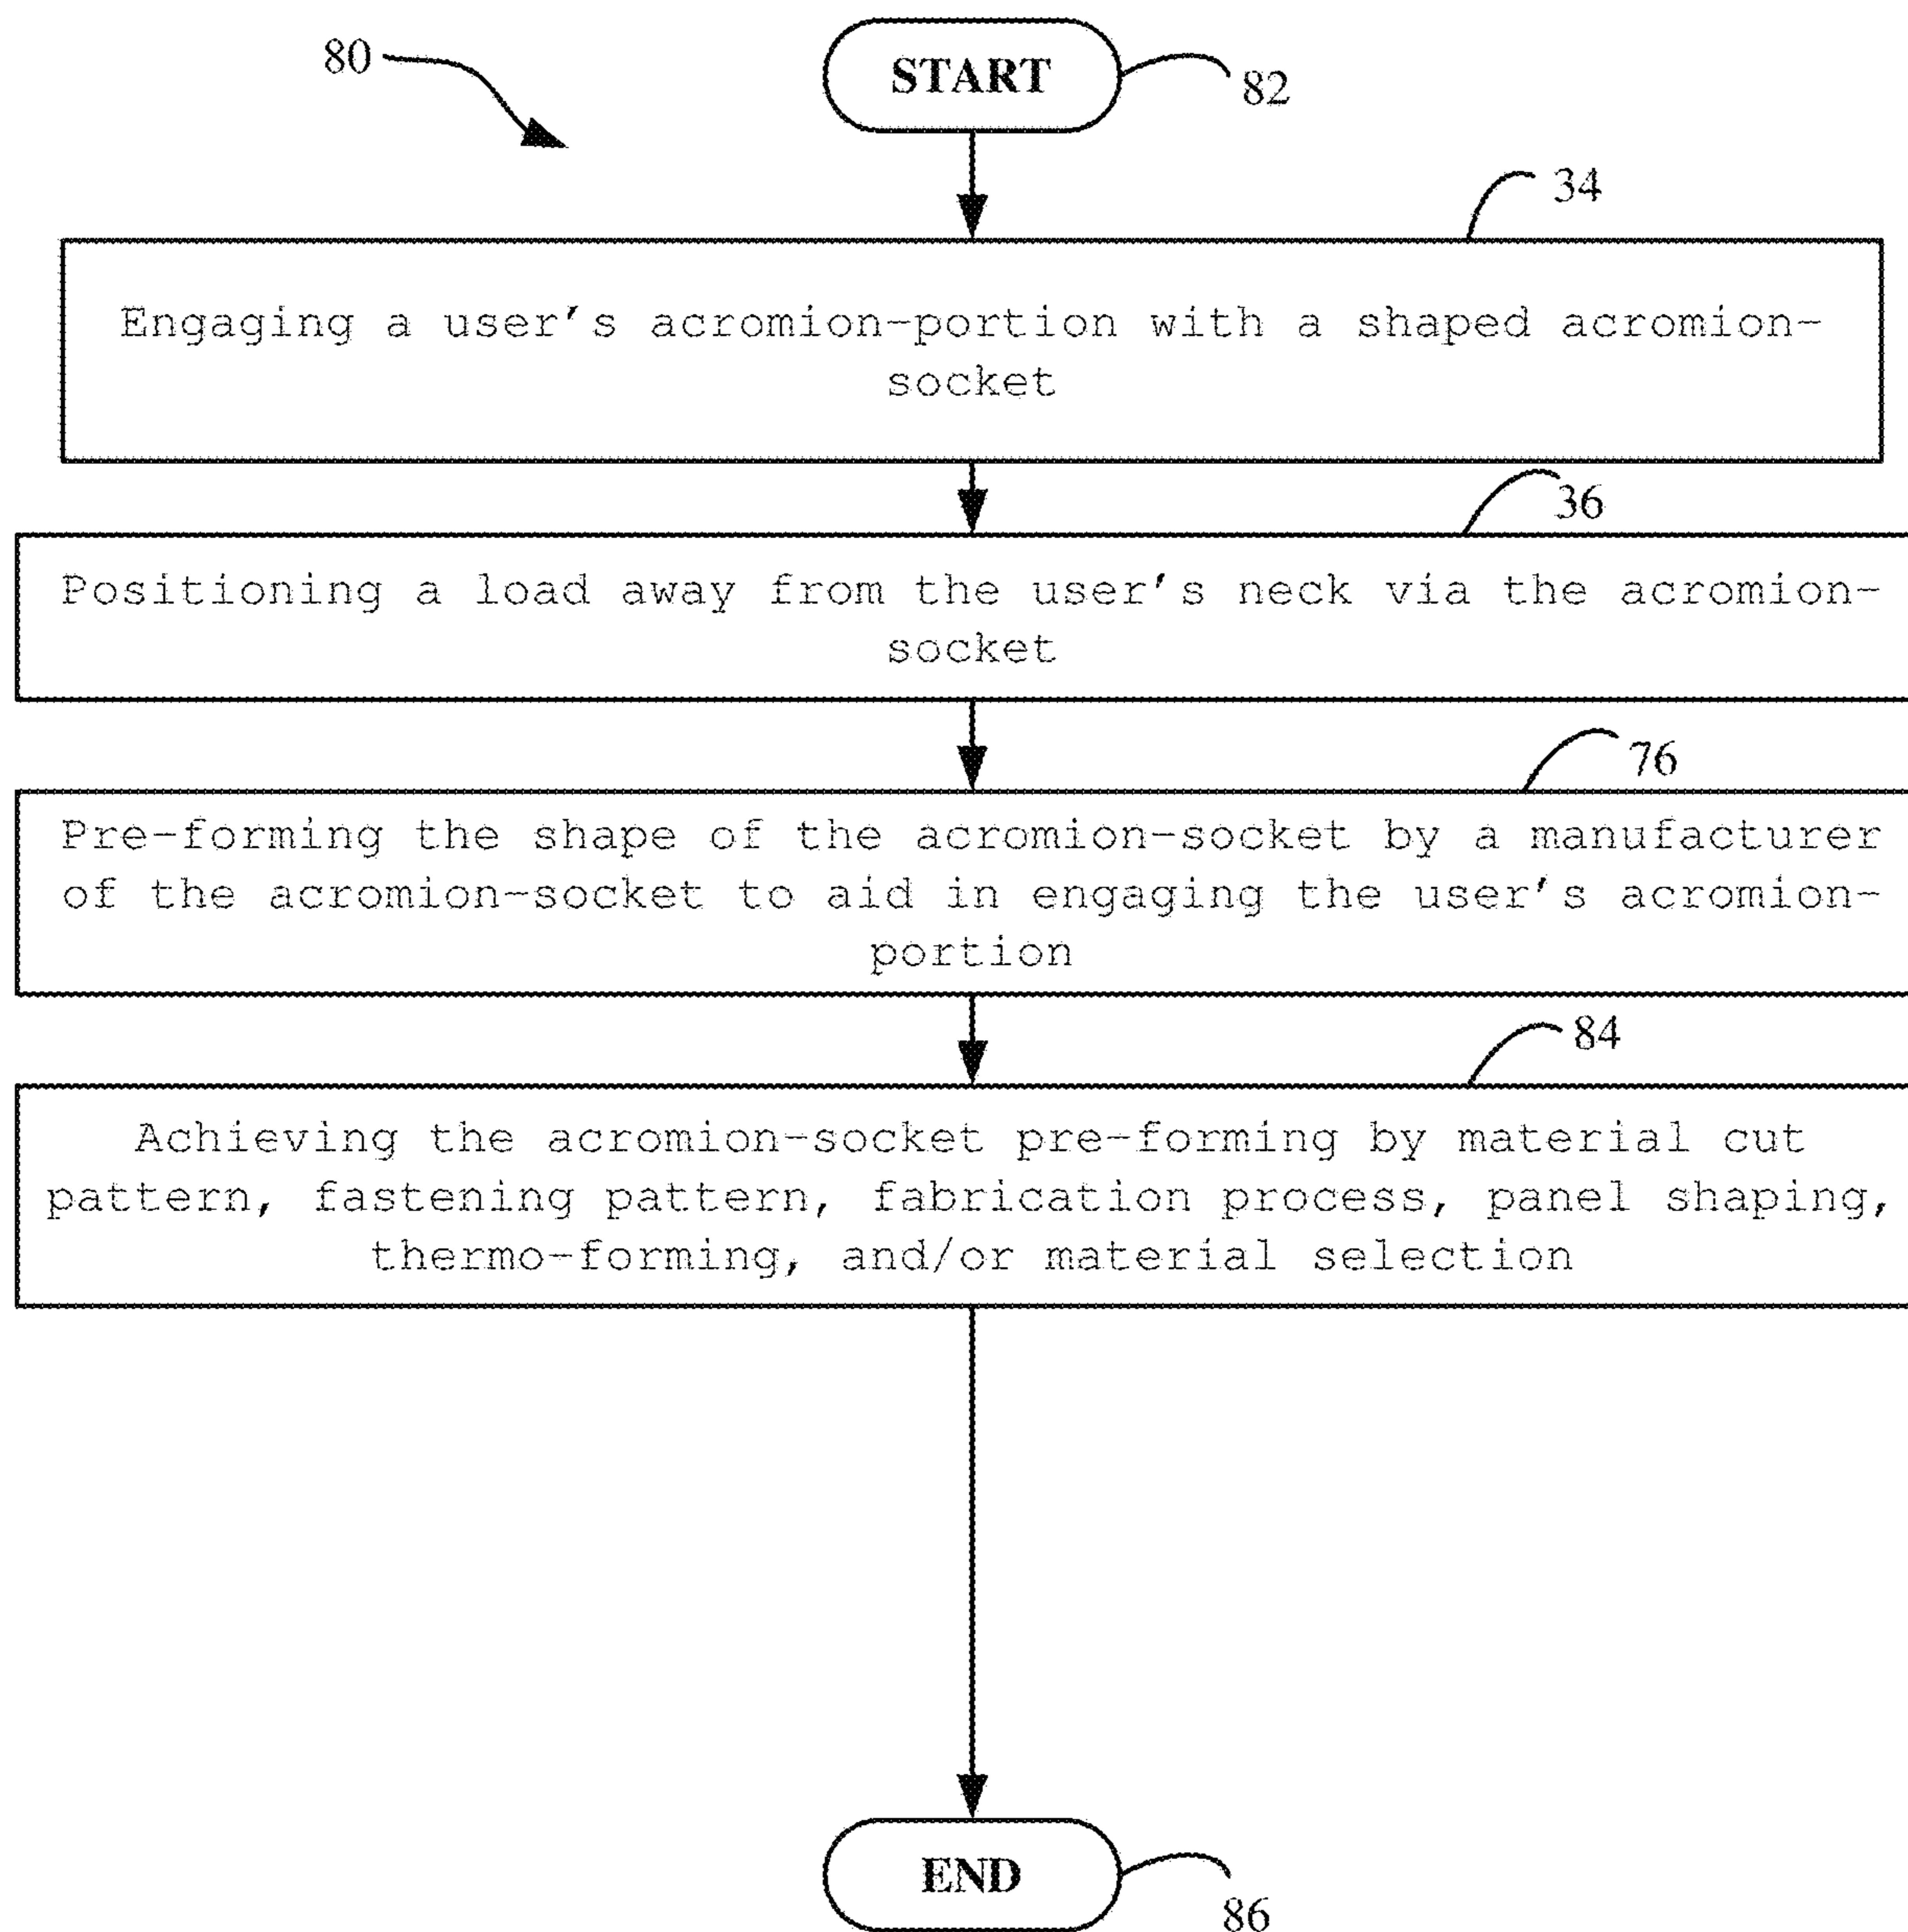 80
START
82
34
Engaging a user's acromion-portion with a shaped acromion-
socket
36
Positioning a load away from the user's neck via the acromion-
socket
76
Pre-forming the shape of the acromion-socket by a manufacturer
of the acromion-socket to aid in engaging the user's acromion-
portion
84
Achieving the acromion-socket pre-forming by material cut
pattern, fastening pattern, fabrication process, panel shaping,
thermo-forming, and/or material selection
END
86